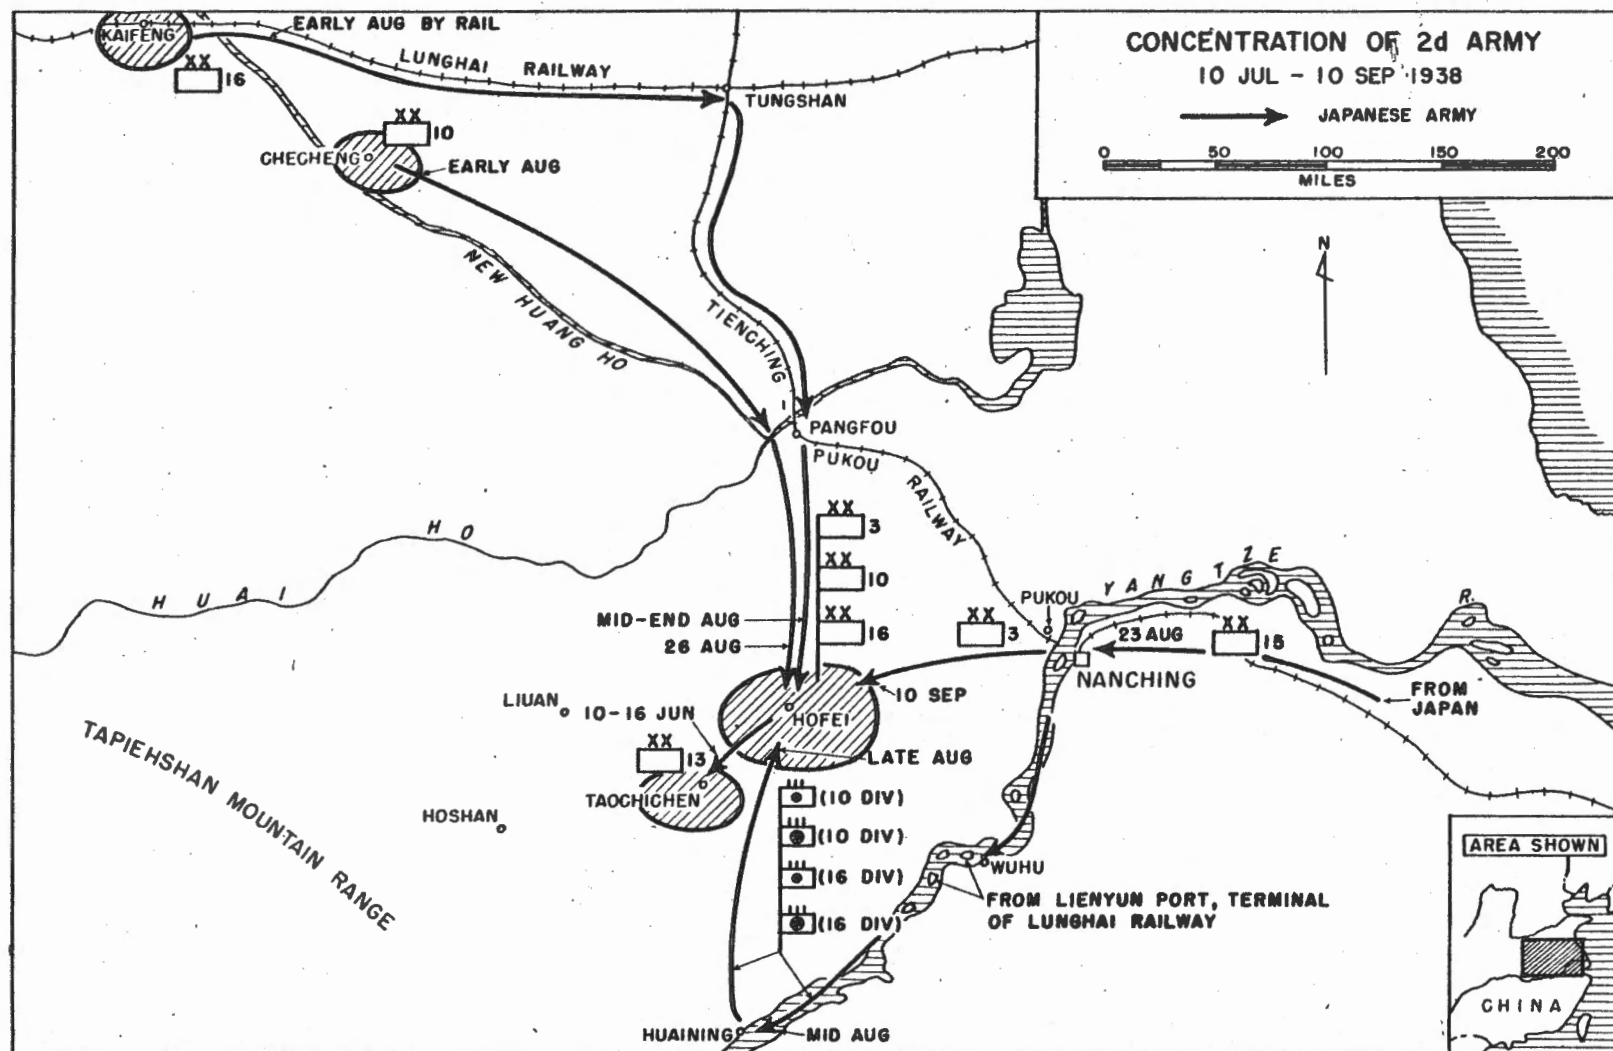 CONCENTRATION OF 2d ARMY
10 JUL - 10 SEP 1938
JAPANESE ARMY
0 50 100 150 200
MILES
N
KAIFENG
EARLY AUG BY RAIL
XX
16
LUNGHAI RAILWAY
TUNGSHAN
XX
10
CHECHENG
EARLY AUG
NEW HUANG HO
TIENCHING
PANGFOU
PUKOU
RAILWAY
HUAI HO
XX
3
XX
10
XX
16
MID-END AUG
26 AUG
XX
3
PUKOU
YANGTZE R.
23 AUG
XX
15
NANCHING
FROM
JAPAN
10 SEP
LIUAN
10-16 JUN
HOFEI
XX
13
LATE AUG
TAOCHICHEN
HOSHAN
TAPIEHSHAN MOUNTAIN RANGE
(10 DIV)
(10 DIV)
(16 DIV)
(16 DIV)
WUHU
FROM LIENYUN PORT, TERMINAL
OF LUNGHAI RAILWAY
HUAINING
MID AUG
AREA SHOWN
CHINA